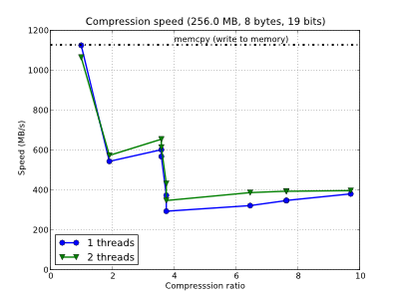 Compression speed (256.0 MB, 8 bytes, 19 bits)
1200
memcpy (write to memory)
1000
800
600
400
200
0
Speed (MB/s)
1 threads
2 threads
0 2 4 6 8 10
Compresssion ratio